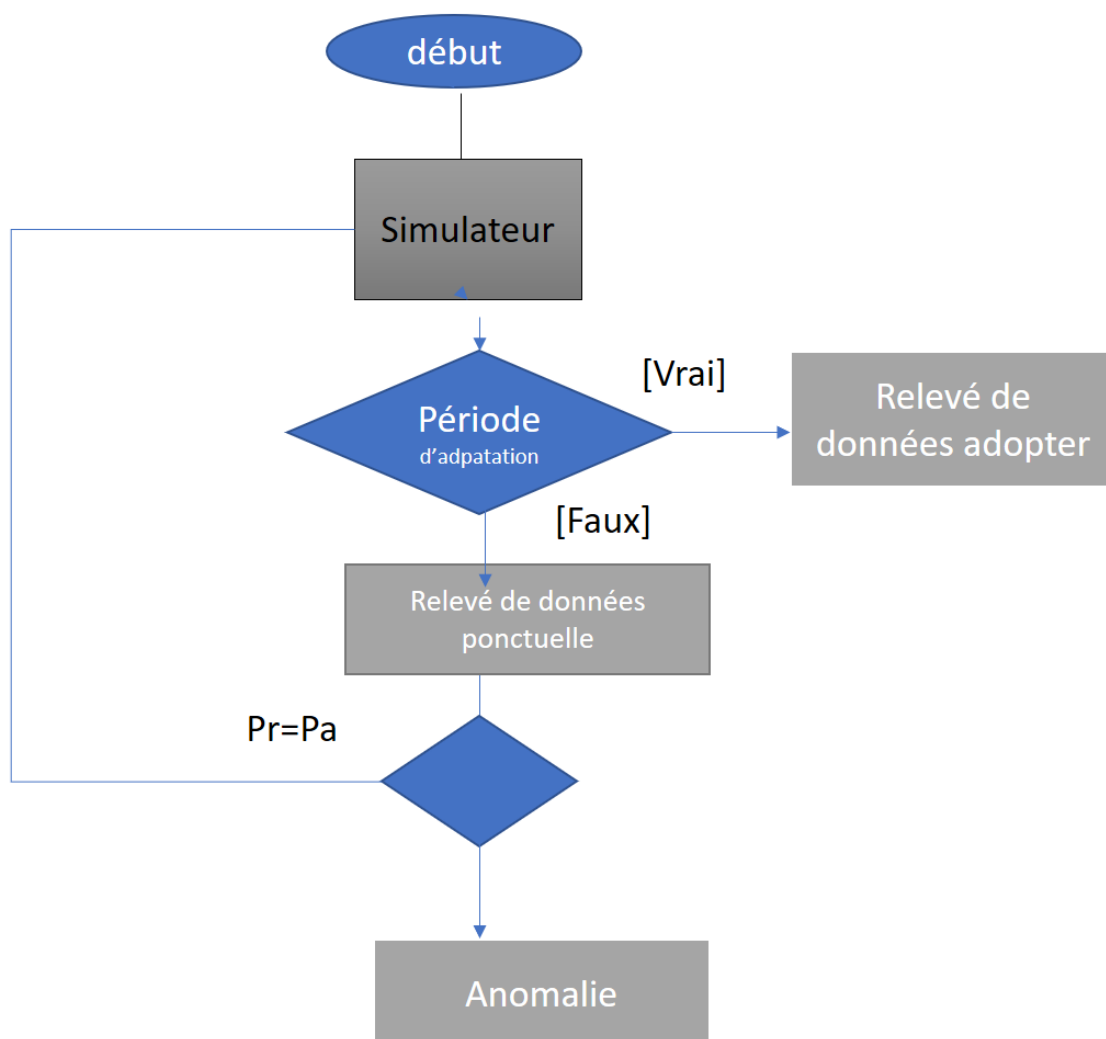 début
Simulateur
[Vrai]
Période
d'adpatation
Relevé de
données adopter
[Faux]
Relevé de données
ponctuelle
Pr=Pa
Anomalie